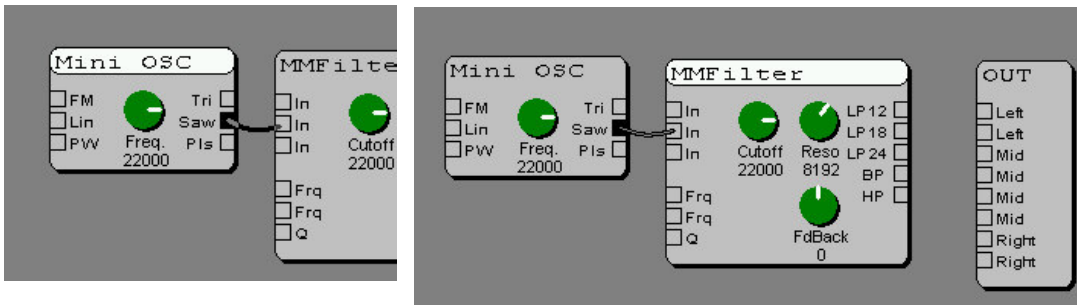 Mini OSC
FM
Tri
Lin
Saw
PW
Pls
Freq.
22000
MMFilte
In
In
In
Cutoff
22000
Frq
Frq
Q
Mini OSC
FM
Tri
Lin
Saw
PW
Pls
Freq.
22000
MMFilter
In
In
In
Frq
Frq
Q
Cutoff
22000
Reso
8192
LP12
LP18
LP24
BP
HP
FdBack
0
OUT
Left
Left
Mid
Mid
Mid
Mid
Right
Right